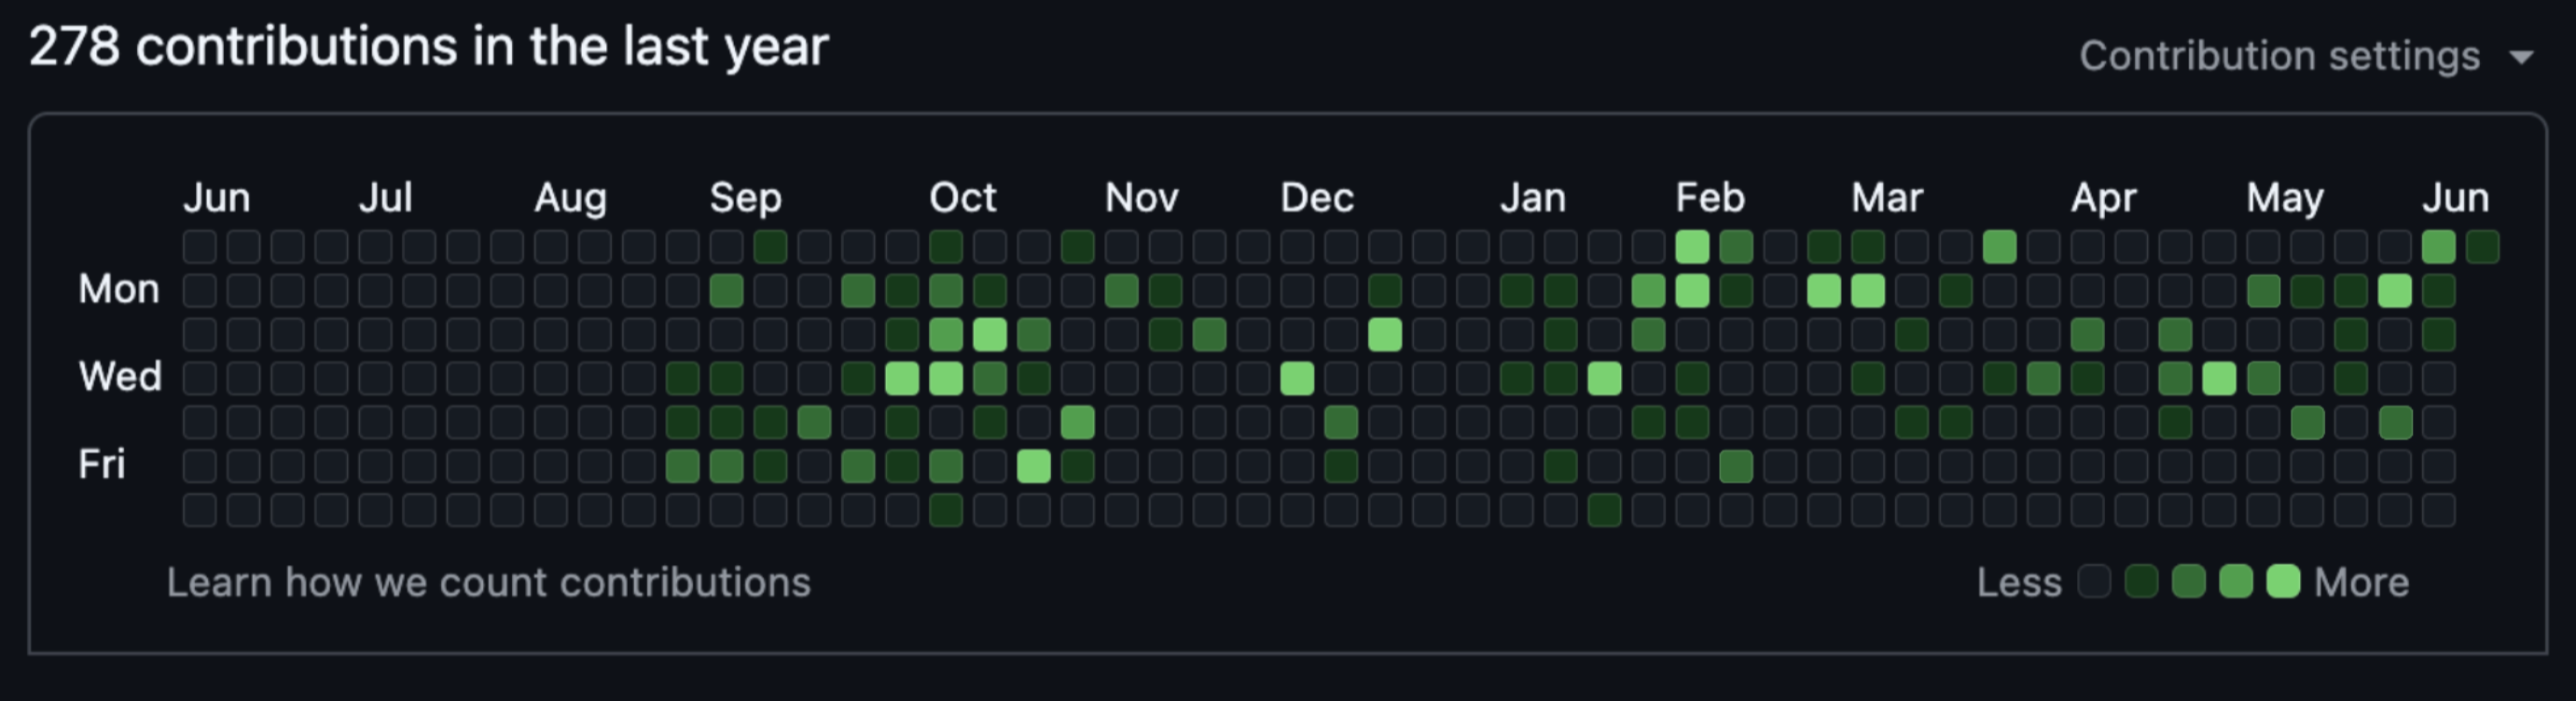 278 contributions in the last year
Contribution settings
Jun Jul Aug Sep Oct Nov Dec Jan Feb Mar Apr May Jun
Mon
Wed
Fri
Learn how we count contributions
Less More